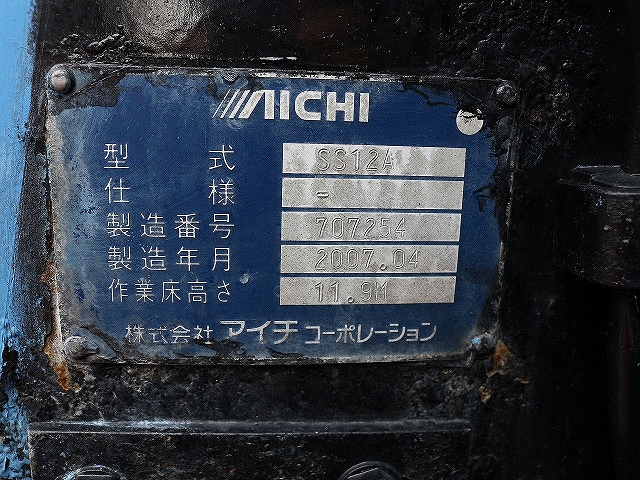 AICHI
型式 SS12A
仕様 =
製造番号 707254
製造年月 2007.04
作業床高さ 11.9M
株式会社 アイチ コーポレーション